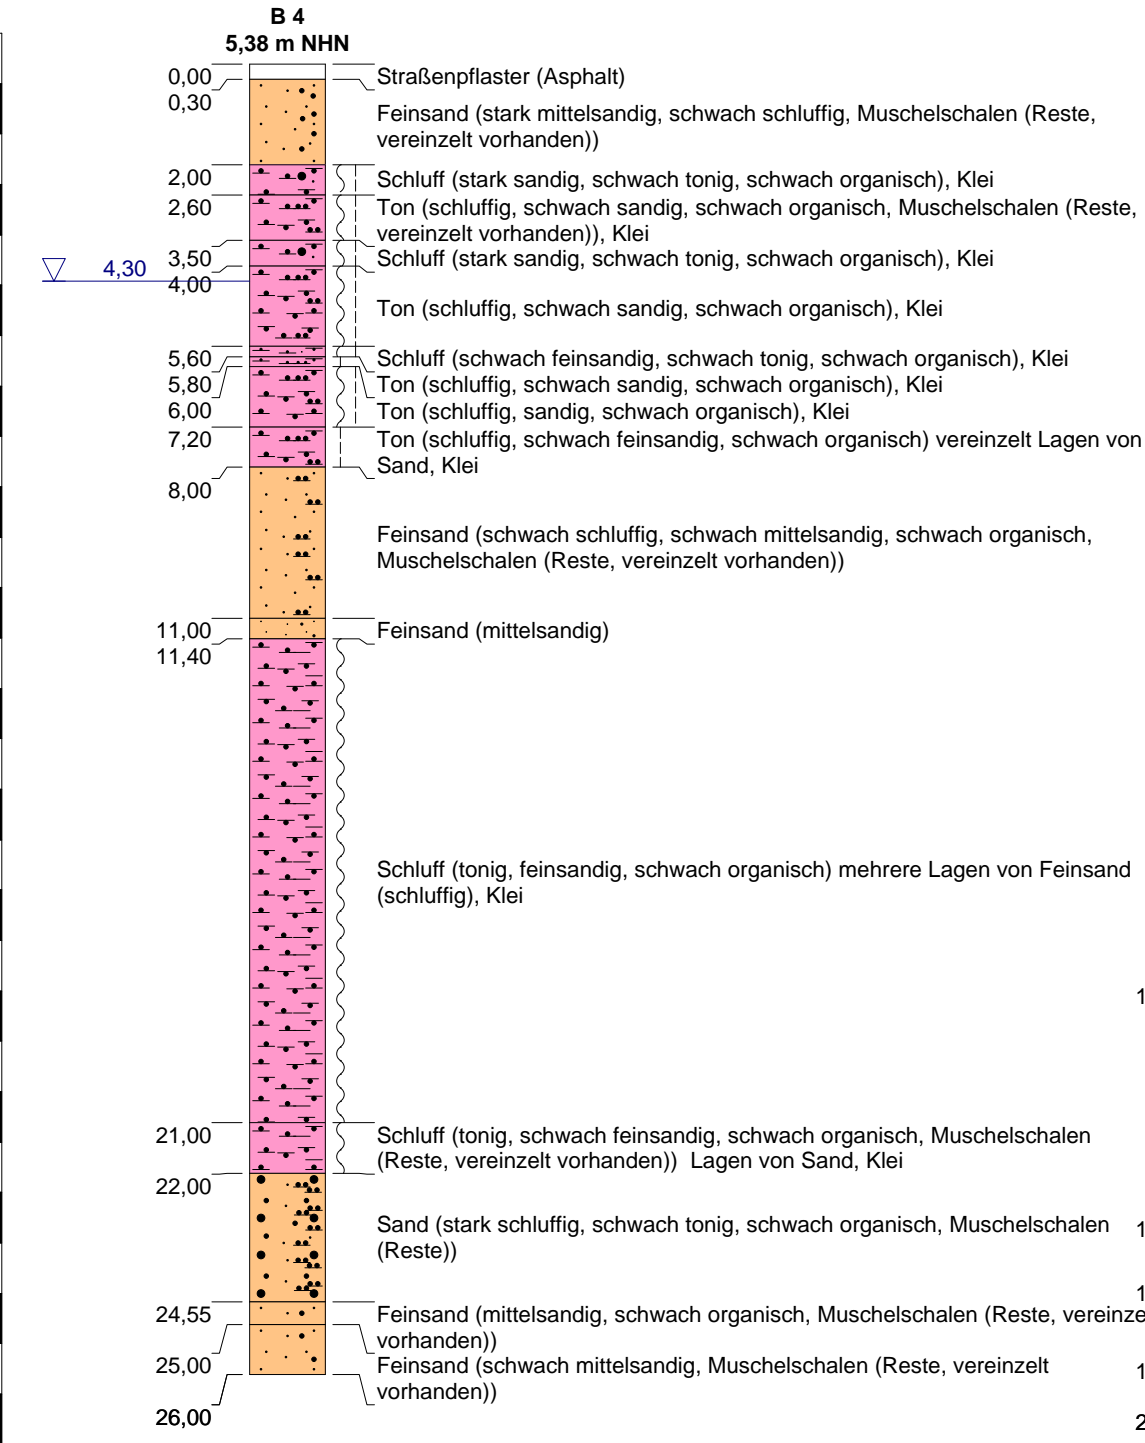 B 4
5,38 m NHN
0,00
Straßenpflaster (Asphalt)
0,30
Feinsand (stark mittelsandig, schwach schluffig, Muschelschalen (Reste,
vereinzelt vorhanden))
2,00
Schluff (stark sandig, schwach tonig, schwach organisch), Klei
2,60
Ton (schluffig, schwach sandig, schwach organisch, Muschelschalen (Reste,
vereinzelt vorhanden)), Klei
3,50
Schluff (stark sandig, schwach tonig, schwach organisch), Klei
4,30
4,00
Ton (schluffig, schwach sandig, schwach organisch), Klei
5,60
Schluff (schwach feinsandig, schwach tonig, schwach organisch), Klei
5,80
Ton (schluffig, schwach sandig, schwach organisch), Klei
6,00
Ton (schluffig, sandig, schwach organisch), Klei
7,20
Ton (schluffig, schwach feinsandig, schwach organisch) vereinzelt Lagen von
Sand, Klei
8,00
Feinsand (schwach schluffig, schwach mittelsandig, schwach organisch,
Muschelschalen (Reste, vereinzelt vorhanden))
11,00
Feinsand (mittelsandig)
11,40
Schluff (tonig, feinsandig, schwach organisch) mehrere Lagen von Feinsand
(schluffig), Klei
1
21,00
Schluff (tonig, schwach feinsandig, schwach organisch, Muschelschalen
(Reste, vereinzelt vorhanden)) Lagen von Sand, Klei
22,00
Sand (stark schluffig, schwach tonig, schwach organisch, Muschelschalen
(Reste))
1
1
24,55
Feinsand (mittelsandig, schwach organisch, Muschelschalen (Reste, vereinze
vorhanden))
25,00
Feinsand (schwach mittelsandig, Muschelschalen (Reste, vereinzelt
vorhanden))
1
26,00
2